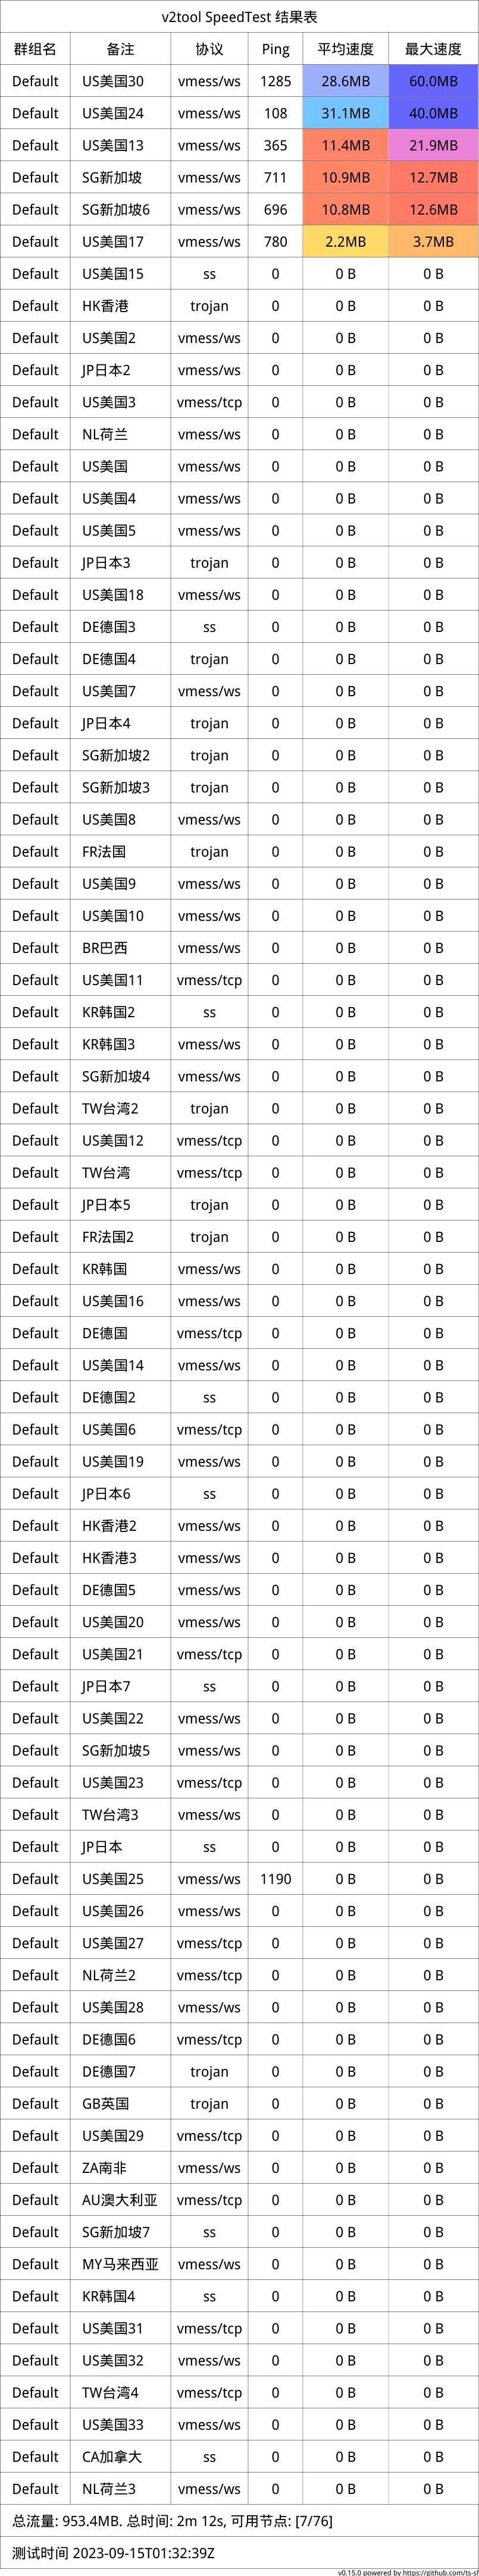 v2tool SpeedTest 结果表
群组名 备注 协议 Ping 平均速度 最大速度
Default US美国30 vmess/ws 1285 28.6MB 60.0MB
Default US美国24 vmess/ws 108 31.1MB 40.0MB
Default US美国13 vmess/ws 365 11.4MB 21.9MB
Default SG新加坡 vmess/ws 711 10.9MB 12.7MB
Default SG新加坡6 vmess/ws 696 10.8MB 12.6MB
Default US美国17 vmess/ws 780 2.2MB 3.7MB
Default US美国15 ss 0 0 B 0 B
Default HK香港 trojan 0 0 B 0 B
Default US美国2 vmess/ws 0 0 B 0 B
Default JP日本2 vmess/ws 0 0 B 0 B
Default US美国3 vmess/tcp 0 0 B 0 B
Default NL荷兰 vmess/ws 0 0 B 0 B
Default US美国 vmess/ws 0 0 B 0 B
Default US美国4 vmess/ws 0 0 B 0 B
Default US美国5 vmess/ws 0 0 B 0 B
Default JP日本3 trojan 0 0 B 0 B
Default US美国18 vmess/ws 0 0 B 0 B
Default DE德国3 ss 0 0 B 0 B
Default DE德国4 trojan 0 0 B 0 B
Default US美国7 vmess/ws 0 0 B 0 B
Default JP日本4 trojan 0 0 B 0 B
Default SG新加坡2 trojan 0 0 B 0 B
Default SG新加坡3 trojan 0 0 B 0 B
Default US美国8 vmess/ws 0 0 B 0 B
Default FR法国 trojan 0 0 B 0 B
Default US美国9 vmess/ws 0 0 B 0 B
Default US美国10 vmess/ws 0 0 B 0 B
Default BR巴西 vmess/ws 0 0 B 0 B
Default US美国11 vmess/tcp 0 0 B 0 B
Default KR韩国2 ss 0 0 B 0 B
Default KR韩国3 vmess/ws 0 0 B 0 B
Default SG新加坡4 vmess/ws 0 0 B 0 B
Default TW台湾2 trojan 0 0 B 0 B
Default US美国12 vmess/tcp 0 0 B 0 B
Default TW台湾 vmess/tcp 0 0 B 0 B
Default JP日本5 trojan 0 0 B 0 B
Default FR法国2 trojan 0 0 B 0 B
Default KR韩国 vmess/ws 0 0 B 0 B
Default US美国16 vmess/ws 0 0 B 0 B
Default DE德国 vmess/tcp 0 0 B 0 B
Default US美国14 vmess/ws 0 0 B 0 B
Default DE德国2 ss 0 0 B 0 B
Default US美国6 vmess/tcp 0 0 B 0 B
Default US美国19 vmess/ws 0 0 B 0 B
Default JP日本6 ss 0 0 B 0 B
Default HK香港2 vmess/ws 0 0 B 0 B
Default HK香港3 vmess/ws 0 0 B 0 B
Default DE德国5 vmess/ws 0 0 B 0 B
Default US美国20 vmess/ws 0 0 B 0 B
Default US美国21 vmess/tcp 0 0 B 0 B
Default JP日本7 ss 0 0 B 0 B
Default US美国22 vmess/ws 0 0 B 0 B
Default SG新加坡5 vmess/ws 0 0 B 0 B
Default US美国23 vmess/tcp 0 0 B 0 B
Default TW台湾3 vmess/ws 0 0 B 0 B
Default JP日本 ss 0 0 B 0 B
Default US美国25 vmess/ws 1190 0 B 0 B
Default US美国26 vmess/ws 0 0 B 0 B
Default US美国27 vmess/tcp 0 0 B 0 B
Default NL荷兰2 vmess/tcp 0 0 B 0 B
Default US美国28 vmess/ws 0 0 B 0 B
Default DE德国6 vmess/tcp 0 0 B 0 B
Default DE德国7 trojan 0 0 B 0 B
Default GB英国 trojan 0 0 B 0 B
Default US美国29 vmess/tcp 0 0 B 0 B
Default ZA南非 vmess/ws 0 0 B 0 B
Default AU澳大利亚 vmess/tcp 0 0 B 0 B
Default SG新加坡7 ss 0 0 B 0 B
Default MY马来西亚 vmess/ws 0 0 B 0 B
Default KR韩国4 ss 0 0 B 0 B
Default US美国31 vmess/tcp 0 0 B 0 B
Default US美国32 vmess/ws 0 0 B 0 B
Default TW台湾4 vmess/tcp 0 0 B 0 B
Default US美国33 vmess/ws 0 0 B 0 B
Default CA加拿大 ss 0 0 B 0 B
Default NL荷兰3 vmess/ws 0 0 B 0 B
总流量: 953.4MB. 总时间: 2m 12s, 可用节点: [7/76]
测试时间 2023-09-15T01:32:39Z
v0.15.0 powered by https://github.com/ts-sf